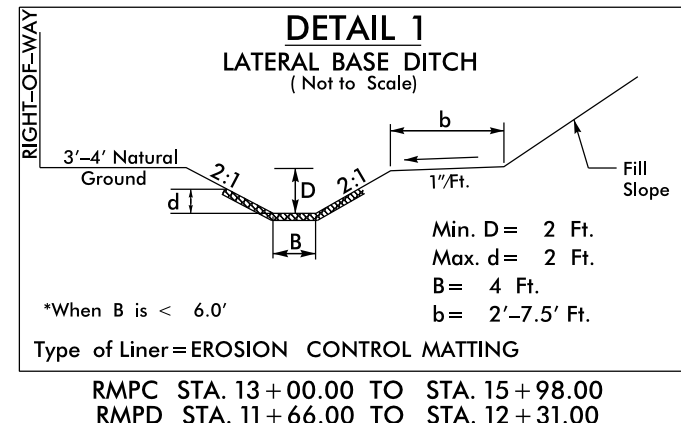 DETAIL 1
LATERAL BASE DITCH
( Not to Scale)
RIGHT-OF-WAY
b
3'-4' Natural
Ground
2:1
D
2:1
1"/Ft.
Fill
Slope
d
B
Min. D = 2 Ft.
Max. d = 2 Ft.
B = 4 Ft.
b = 2'-7.5' Ft.
*When B is < 6.0'
Type of Liner = EROSION CONTROL MATTING
RMPC STA. 13+00.00 TO STA. 15+98.00
RMPD STA. 11+66.00 TO STA. 12+31.00